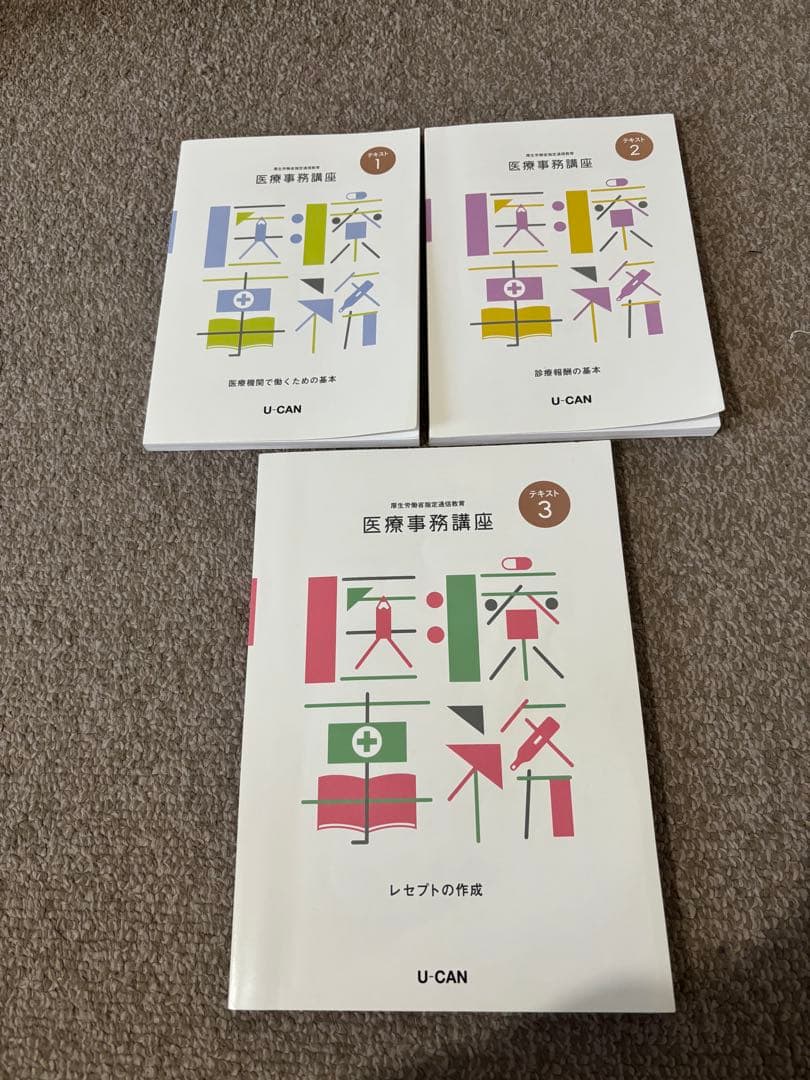 厚生労働省指定通信教育
医療事務講座
テキスト
1
医療
事務
医療機関で働くための基本
U-CAN
厚生労働省指定通信教育
医療事務講座
テキスト
2
医療
事務
診療報酬の基本
U-CAN
厚生労働省指定通信教育
医療事務講座
テキスト
3
医療
事務
レセプトの作成
U-CAN